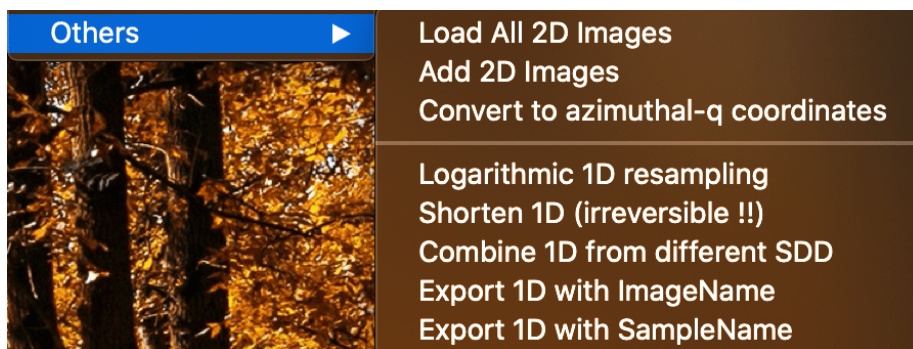 Others
Load All 2D Images
Add 2D Images
Convert to azimuthal-q coordinates
Logarithmic 1D resampling
Shorten 1D (irreversible !!)
Combine 1D from different SDD
Export 1D with ImageName
Export 1D with SampleName